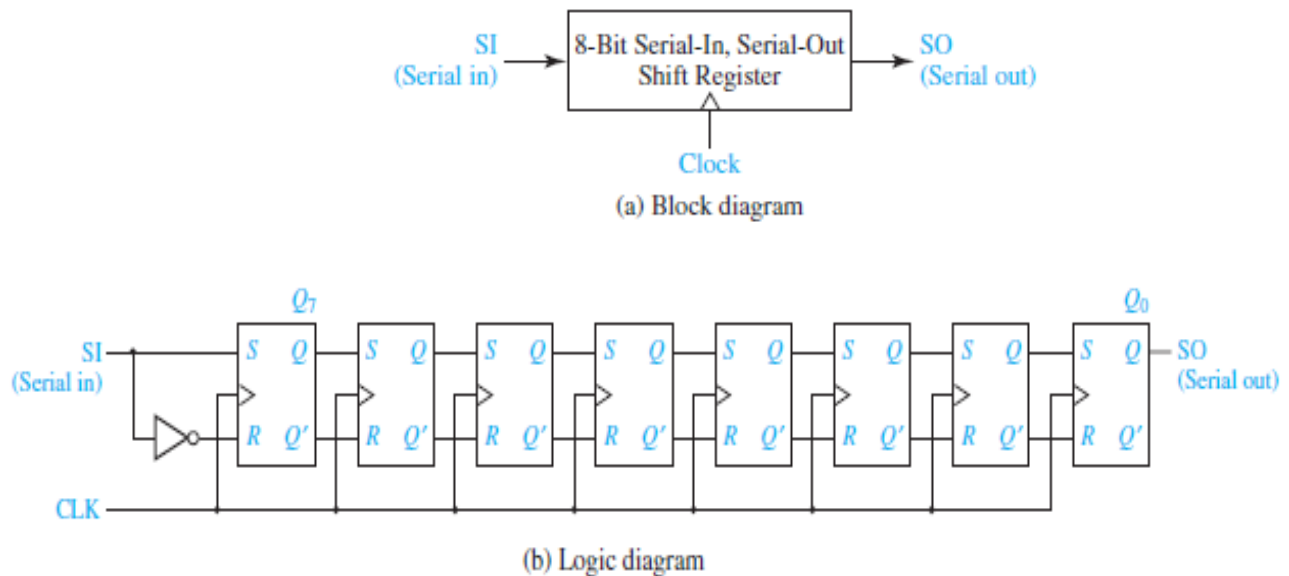 SI
(Serial in)
8-Bit Serial-In, Serial-Out
Shift Register
SO
(Serial out)
Clock
(a) Block diagram
Q7 Q0
SI S Q S Q S Q S Q S Q S Q S Q S Q SO
(Serial in) (Serial out)
R Q' R Q' R Q' R Q' R Q' R Q' R Q' R Q'
CLK
(b) Logic diagram